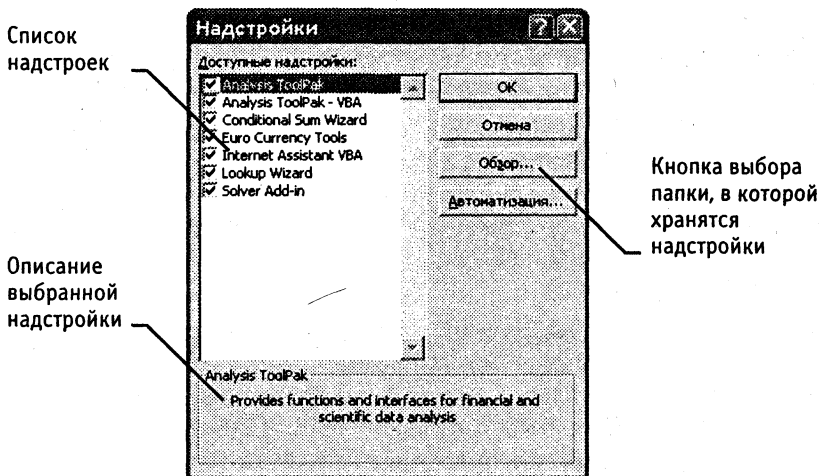 Список
надстроек
Надстройки
Доступные надстройки:
Analysis ToolPak
Analysis ToolPak - VBA
Conditional Sum Wizard
Euro Currency Tools
Internet Assistant VBA
Lookup Wizard
Solver Add-in
OK
Отмена
Обзор...
Автоматизация...
Кнопка выбора
папки, в которой
хранятся
надстройки
Описание
выбранной
надстройки
Analysis ToolPak
Provides functions and interfaces for financial and
scientific data analysis